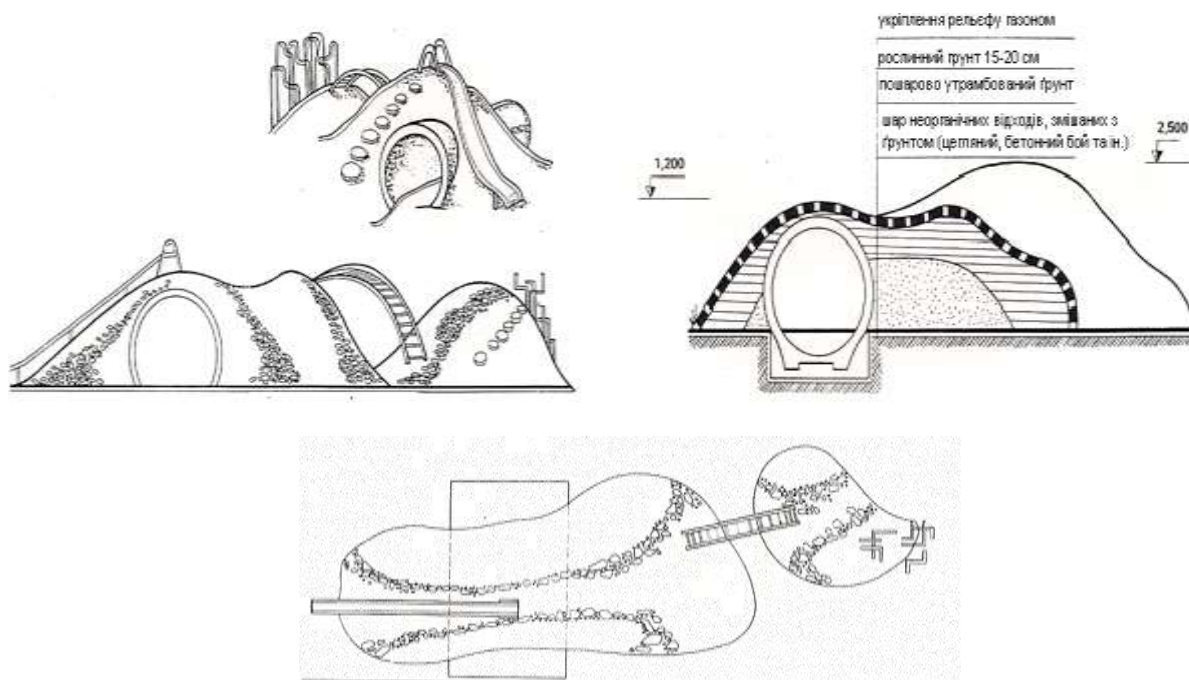 укріплення рельєфу газоном
рослинний ґрунт 15-20 см
пошарово утрамбований ґрунт
шар неорганічних відходів, змішаних з
ґрунтом (цегляний, бетонний бой та ін.)
2,500
1,200